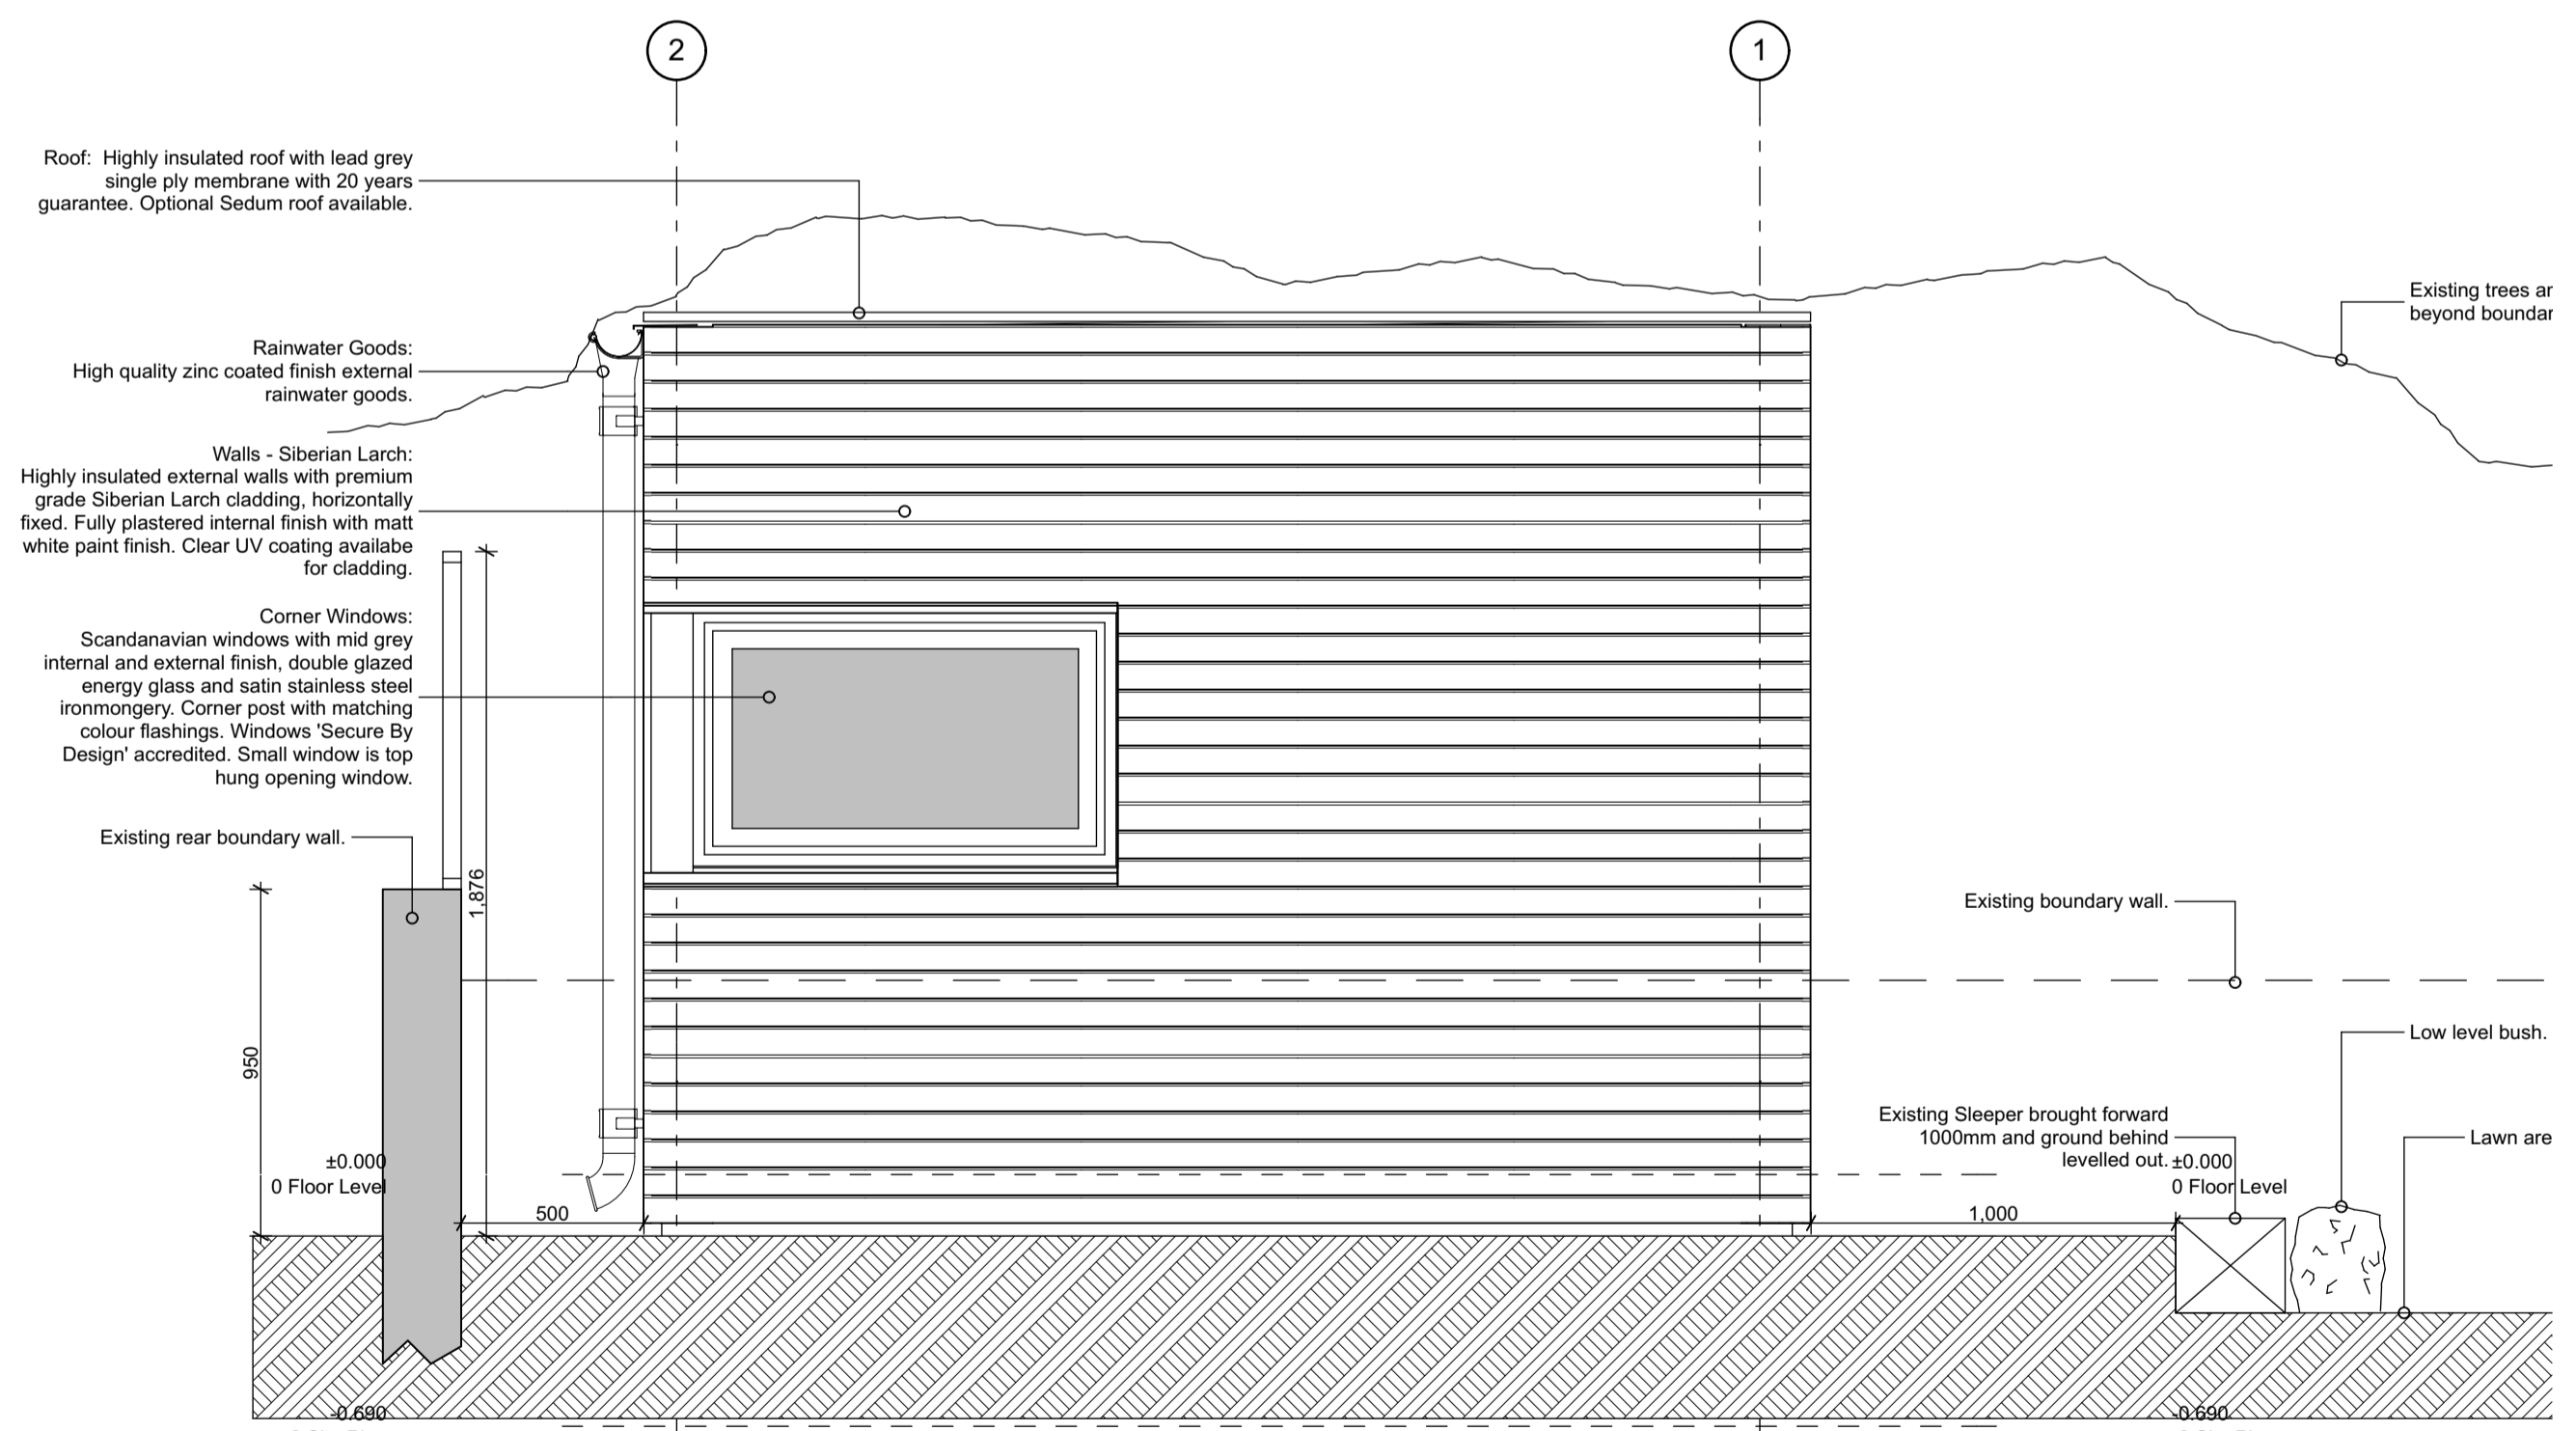 2
1
Roof: Highly insulated roof with lead grey
single ply membrane with 20 years
guarantee. Optional Sedum roof available.
Existing trees ar
beyond boundar
Rainwater Goods:
High quality zinc coated finish external
rainwater goods.
Walls - Siberian Larch:
Highly insulated external walls with premium
grade Siberian Larch cladding, horizontally
fixed. Fully plastered internal finish with matt
white paint finish. Clear UV coating availabe
for cladding.
Corner Windows:
Scandanavian windows with mid grey
internal and external finish, double glazed
energy glass and satin stainless steel
ironmongery. Corner post with matching
colour flashings. Windows 'Secure By
Design' accredited. Small window is top
hung opening window.
Existing rear boundary wall.
1,876
950
Existing boundary wall.
Low level bush.
Existing Sleeper brought forward
1000mm and ground behind
levelled out.
Lawn are
±0.000
0 Floor Level
±0.000
0 Floor Level
500
1,000
-0.690
-0.690